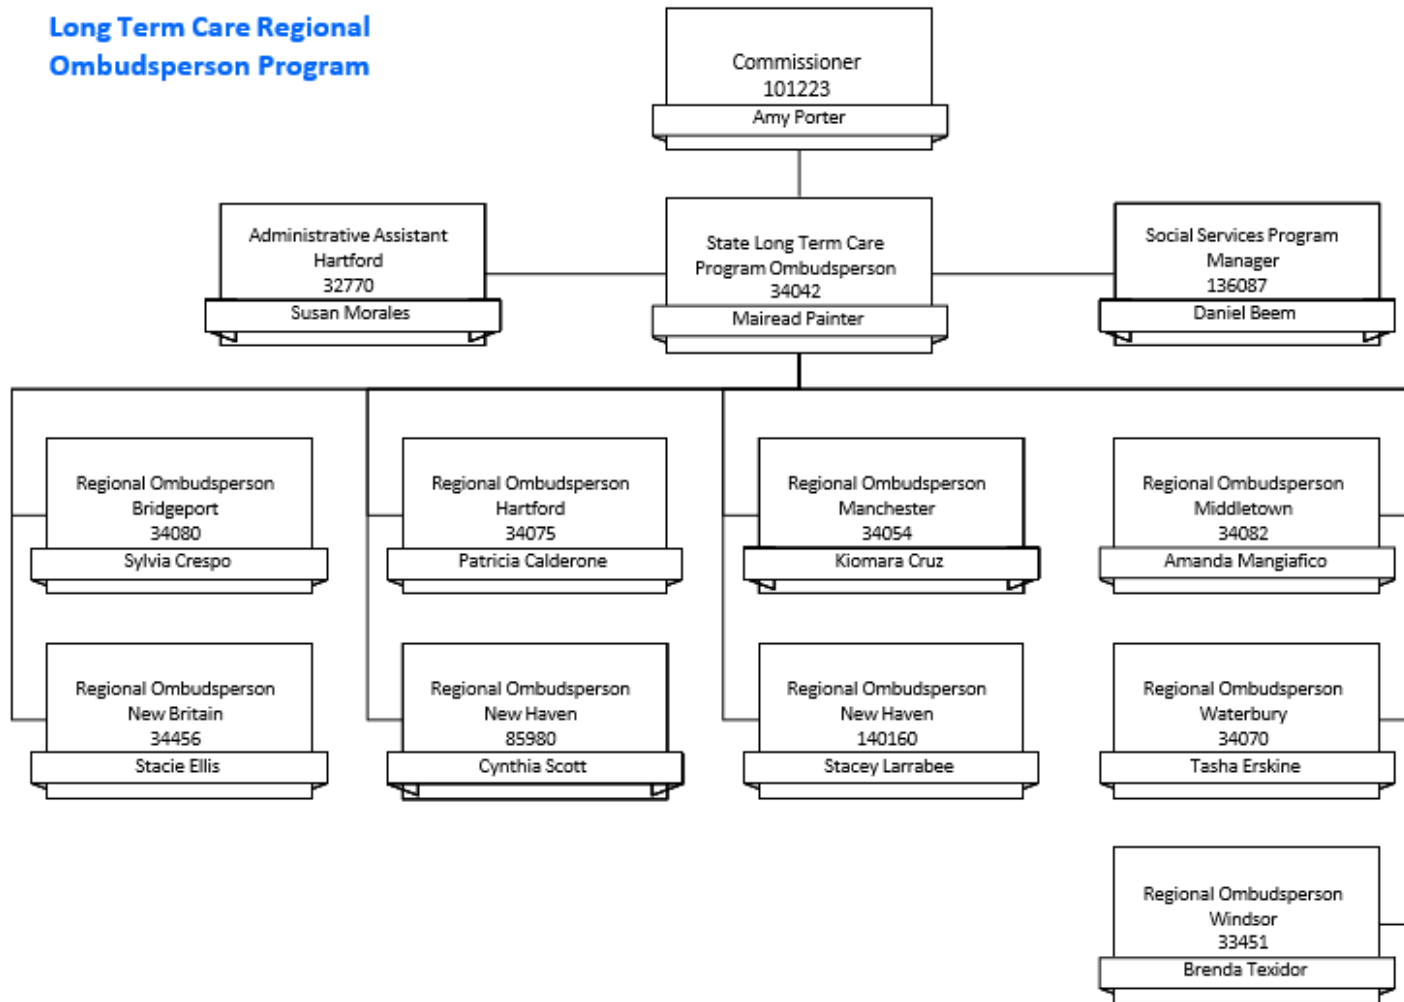 Long Term Care Regional
Ombudsperson Program
Commissioner
101223
Amy Porter
Administrative Assistant
Hartford
32770
Susan Morales
State Long Term Care
Program Ombudsperson
34042
Mairead Painter
Social Services Program
Manager
136087
Daniel Beem
Regional Ombudsperson
Bridgeport
34080
Sylvia Crespo
Regional Ombudsperson
Hartford
34075
Patricia Calderone
Regional Ombudsperson
Manchester
34054
Kiomara Cruz
Regional Ombudsperson
Middletown
34082
Amanda Mangiafico
Regional Ombudsperson
New Britain
34456
Stacie Ellis
Regional Ombudsperson
New Haven
85980
Cynthia Scott
Regional Ombudsperson
New Haven
140160
Stacey Larrabee
Regional Ombudsperson
Waterbury
34070
Tasha Erskine
Regional Ombudsperson
Windsor
33451
Brenda Texidor